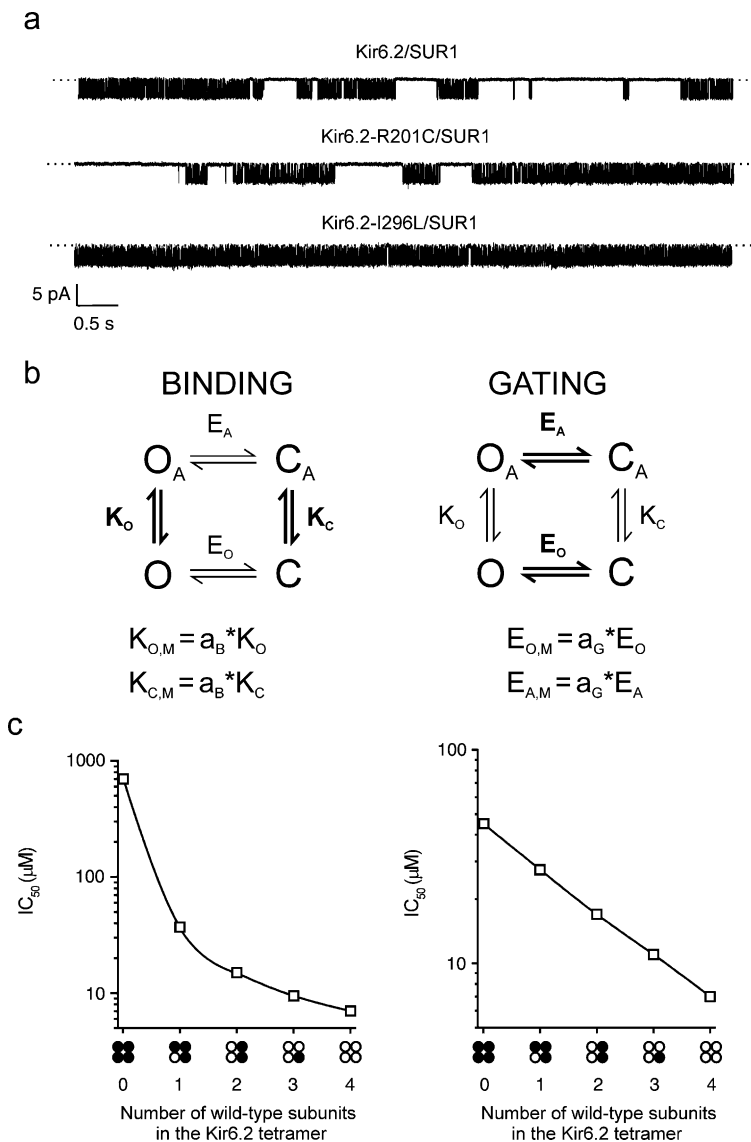 a
Kir6.2/SUR1
Kir6.2-R201C/SUR1
Kir6.2-I296L/SUR1
5 pA
0.5 s
b
BINDING
GATING
E_A
E_A
O_A
C_A
O_A
C_A
K_O
K_C
K_O
K_C
E_O
E_O
O
C
O
C
K_O,M = a_B*K_O
E_O,M = a_G*E_O
K_C,M = a_B*K_C
E_A,M = a_G*E_A
c
1000
100
10
IC50 (μM)
0 1 2 3 4
Number of wild-type subunits
in the Kir6.2 tetramer
100
10
IC50 (μM)
0 1 2 3 4
Number of wild-type subunits
in the Kir6.2 tetramer